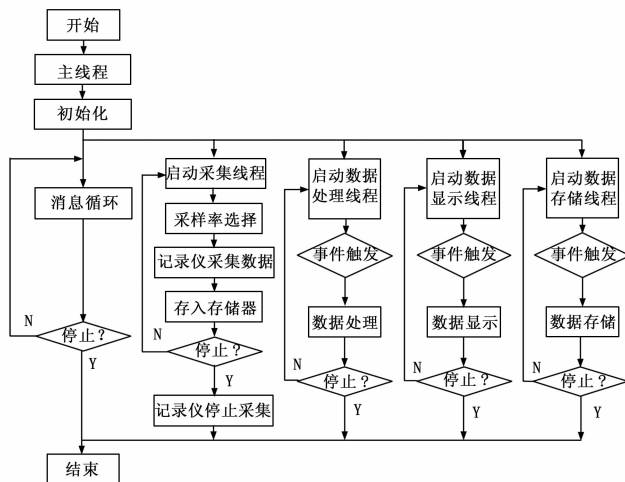 开始
主线程
初始化
消息循环
N
停止？
Y
结束
启动采集线程
采样率选择
记录仪采集数据
存入存储器
N
停止？
Y
记录仪停止采集
启动数据
处理线程
事件触发
数据处理
N
停止？
Y
启动数据
显示线程
事件触发
数据显示
N
停止？
Y
启动数据
存储线程
事件触发
数据存储
N
停止？
Y